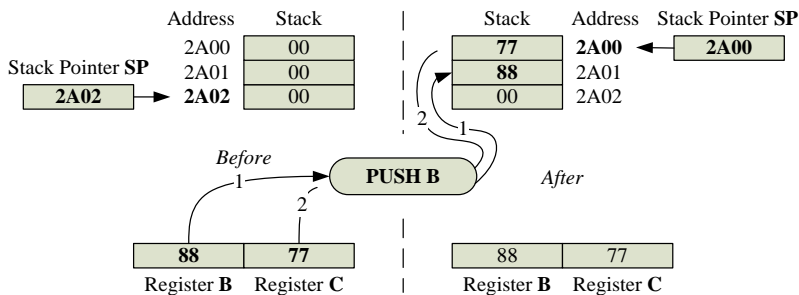 Address Stack Stack Address Stack Pointer SP
2A00 00 77 2A00 2A00
Stack Pointer SP 2A01 00 88 2A01
2A02 2A02 00 00 2A02
2 1
Before
1 PUSH B After
2
88 77 88 77
Register B Register C Register B Register C